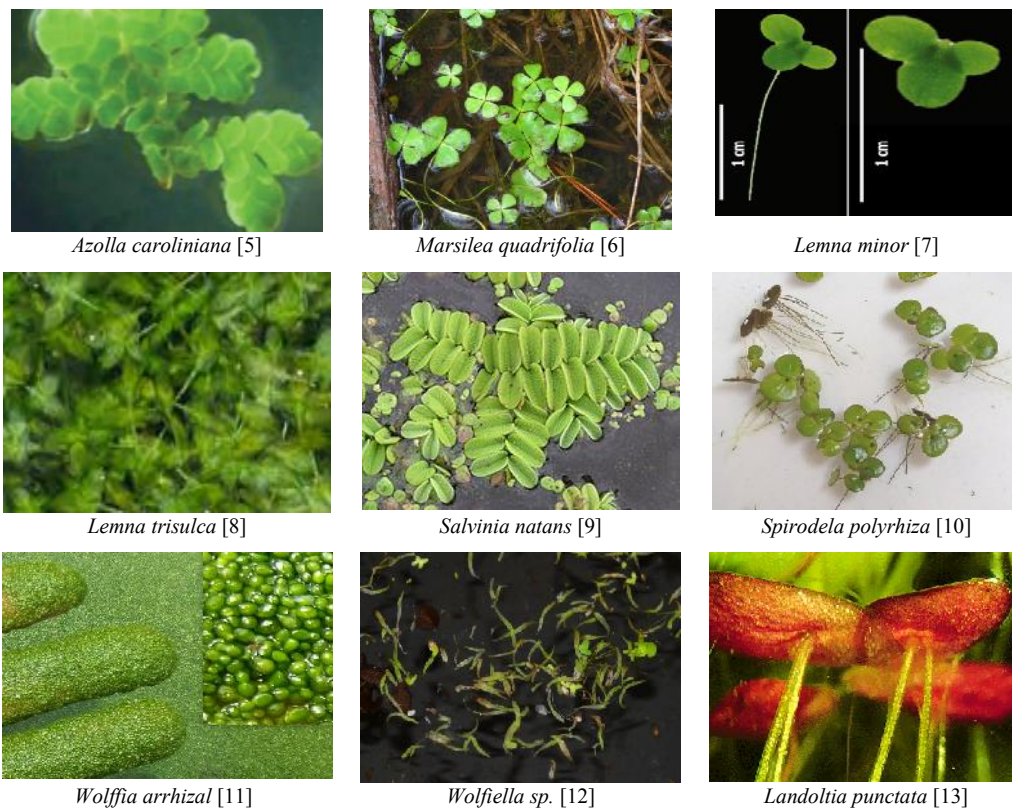 1 cm
1 cm
Azolla caroliniana [5]
Marsilea quadrifolia [6]
Lemna minor [7]
Lemna trisulca [8]
Salvinia natans [9]
Spirodela polyrhiza [10]
Wolffia arrhizal [11]
Wolfiella sp. [12]
Landoltia punctata [13]